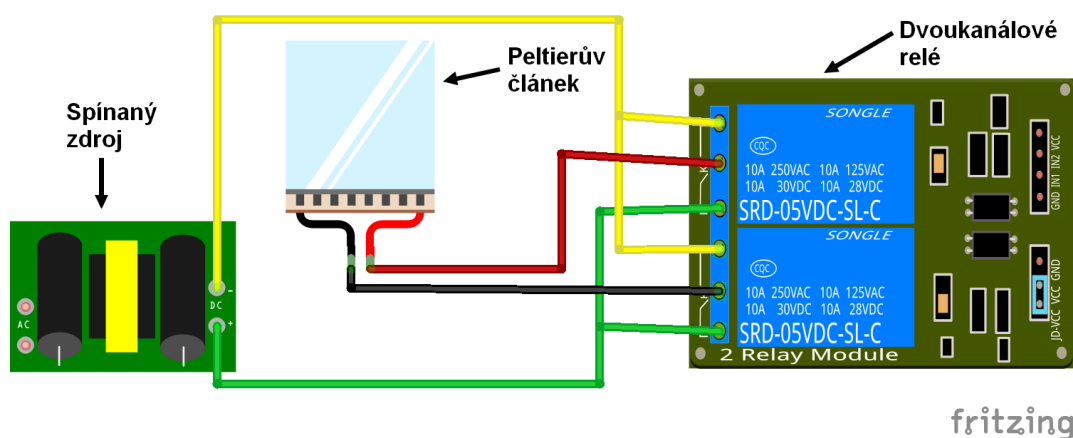 Dvoukanálové
relé
Peltierův
článek
Spínaný
zdroj
SONGLE
CQC
10A 250VAC 10A 125VAC
10A 30VDC 10A 28VDC
SRD-05VDC-SL-C
SONGLE
CQC
10A 250VAC 10A 125VAC
10A 30VDC 10A 28VDC
SRD-05VDC-SL-C
2 Relay Module
GND IN1 IN2 VCC
JD-VCC VCC GND
AC
DC
-
+
fritzing